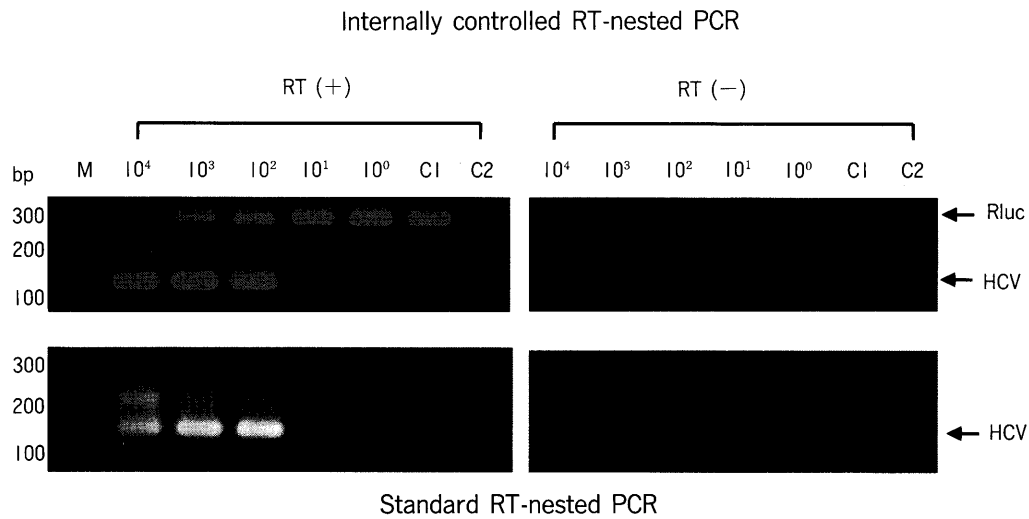 Internally controlled RT-nested PCR
RT (+)
RT (−)
bp M 10⁴ 10³ 10² 10¹ 10⁰ C1 C2
10⁴ 10³ 10² 10¹ 10⁰ C1 C2
300
200
100
Rluc
HCV
300
200
100
HCV
Standard RT-nested PCR